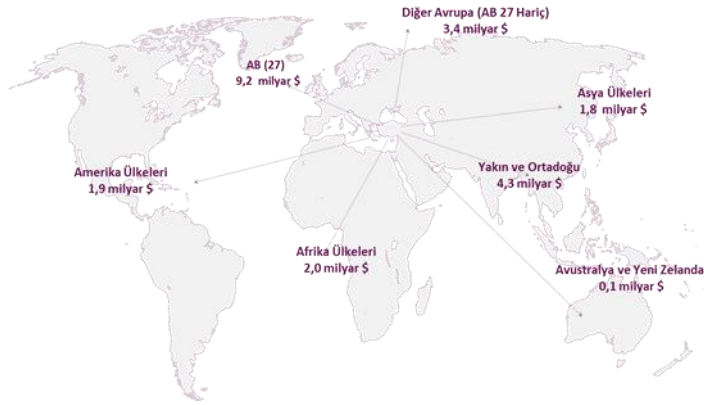 Diğer Avrupa (AB 27 Hariç)
3,4 milyar $
AB (27)
9,2 milyar $
Asya Ülkeleri
1,8 milyar $
Amerika Ülkeleri
1,9 milyar $
Yakın ve Ortadoğu
4,3 milyar $
Afrika Ülkeleri
2,0 milyar $
Avustralya ve Yeni Zelanda
0,1 milyar $